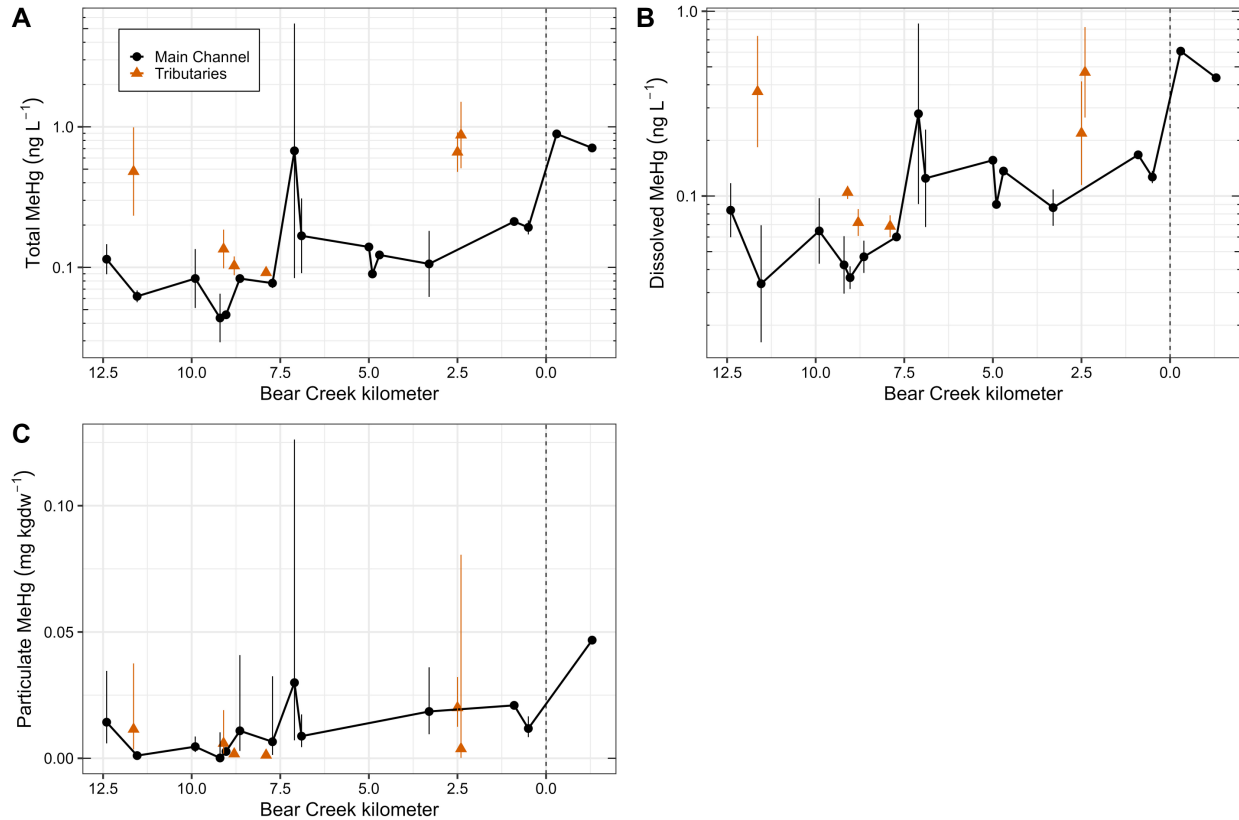 A
Total MeHg (ng L⁻¹)
1.0
0.1
Main Channel
Tributaries
12.5 10.0 7.5 5.0 2.5 0.0
Bear Creek kilometer
B
Dissolved MeHg (ng L⁻¹)
1.0
0.1
12.5 10.0 7.5 5.0 2.5 0.0
Bear Creek kilometer
C
Particulate MeHg (mg kgdw⁻¹)
0.10
0.05
0.00
12.5 10.0 7.5 5.0 2.5 0.0
Bear Creek kilometer